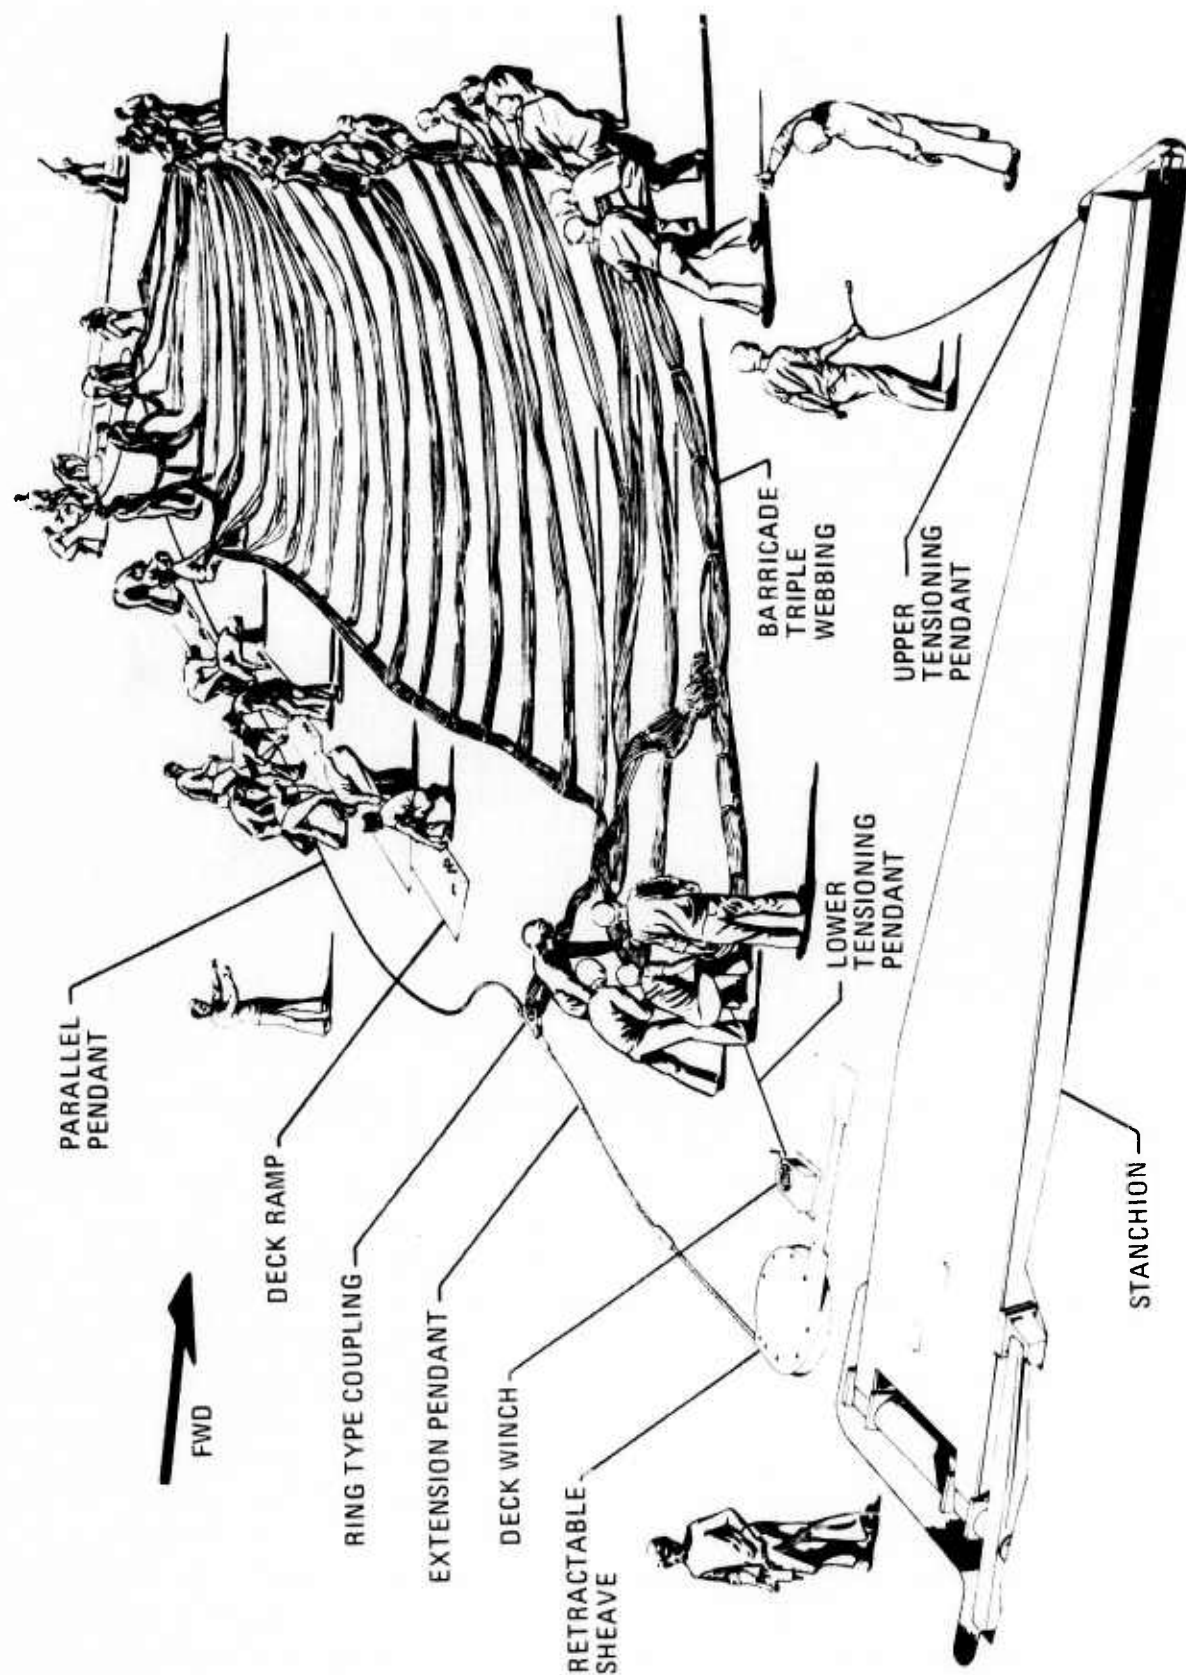 PARALLEL
PENDANT
FWD
DECK RAMP
RING TYPE COUPLING
EXTENSION PENDANT
DECK WINCH
RETRACTABLE
SHEAVE
BARRICADE
TRIPLE
WEBBING
UPPER
TENSIONING
PENDANT
LOWER
TENSIONING
PENDANT
STANCHION